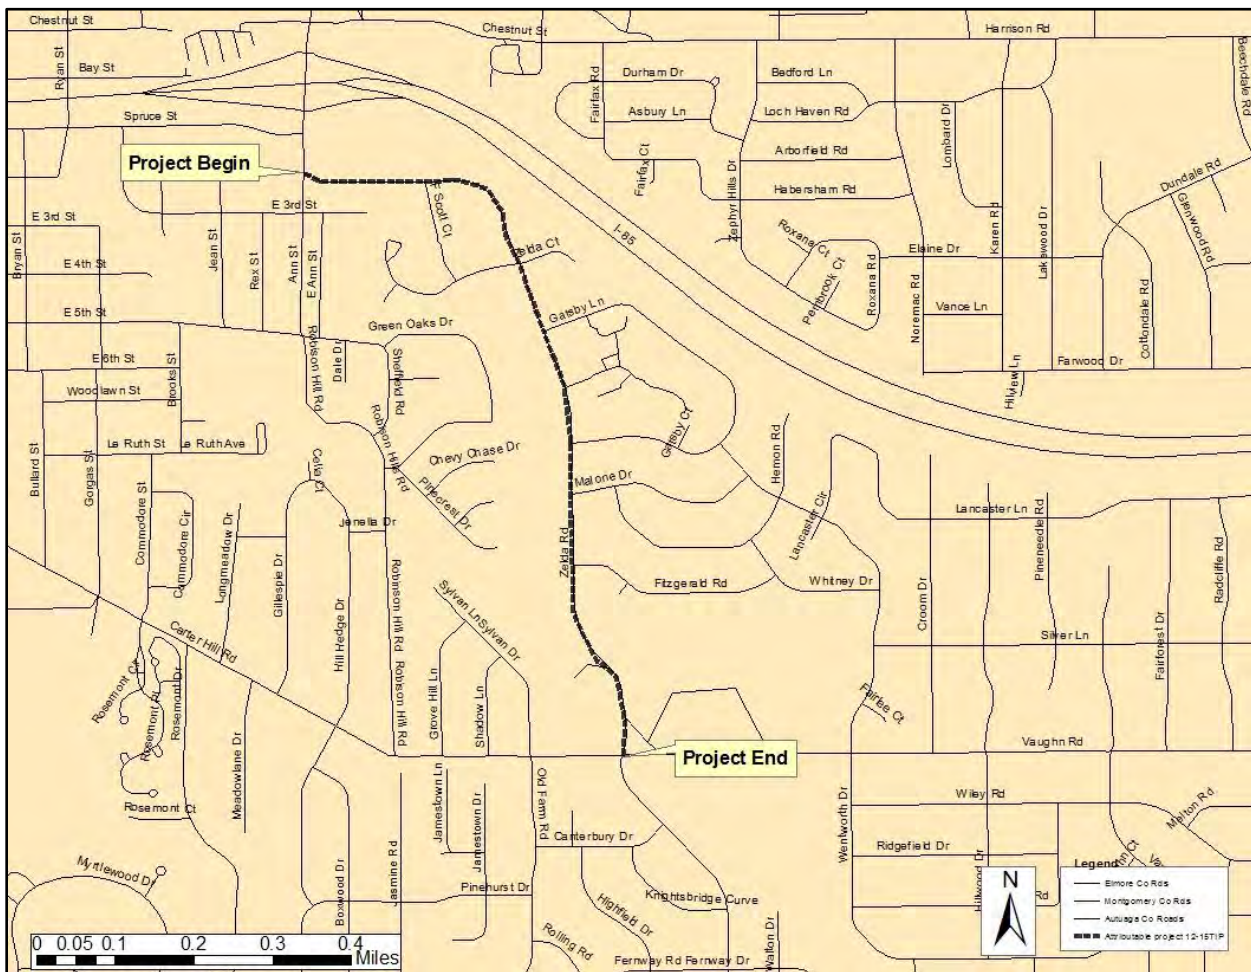 Chestnut St
Chestnut St
Harrison Rd
Ryan St
Bay St
Durham Dr
Bedford Ln
Beechdale Rd
Fairfax Rd
Asbury Ln
Loch Haven Rd
Lombard Dr
Spruce St
Project Begin
Fairfax Ct
Arborfield Rd
Habersham Rd
Zephyr Hills Dr
Dundale Rd
Glenwood Rd
E 3rd St
E 3rd St
Scott Ct
I-85
Roxana Ct
Roxana Rd
Elaine Dr
Karen Rd
Lakewood Dr
Bryan St
E 4th St
Jean St
Rex St
Ann St
E Ann St
Zelda Ct
Pembrook Ct
Noremac Rd
Vance Ln
Cottondale Rd
E 5th St
Green Oaks Dr
Gatsby Ln
Farwood Dr
E 6th St
Brooks St
Robison Hill Rd
Dale Dr
Sheffield Rd
Hillview Ln
Woodlawn St
Le Ruth St
Le Ruth Ave
Robison Hills Rd
Chevy Chase Dr
Gatsby Ct
Hernon Rd
Bullard St
Gorgas St
Commodore St
Commodore Cir
Longmeadow Dr
Celia Ct
Jenelia Dr
Pinecrest Dr
Malone Dr
Lancaster Cir
Lancaster Ln
Pineneedle Rd
Radcliffe Rd
Zelda Rd
Gillespie Dr
Hill Hedge Dr
Robinson Hill Rd
Robison Hill Rd
Sylvan Ln
Sylvan Dr
Fitzgerald Rd
Whitney Dr
Croom Dr
Silver Ln
Fairforest Dr
Carter Hill Rd
Rosemont Cir
Rosemont Pl
Rosemont Dr
Grove Hill Ln
Shadow Ln
Fairlee Ct
Meadowlane Dr
Project End
Vaughn Rd
Rosemont Ct
Jamestown Ln
Jamestown Dr
Old Farm Rd
Canterbury Dr
Wentworth Dr
Wiley Rd
Melton Rd
Ridgefield Dr
Myrtlewood Dr
Boxwood Dr
Jasmine Rd
Pinehurst Dr
Highfield Dr
Knightsbridge Curve
Hillwood Dr
Rd
Rolling Rd
Walton Dr
Fernway Rd
Fernway Dr
0 0.05 0.1 0.2 0.3 0.4
Miles
N
Legend
Elmore Co Rds
Montgomery Co Rds
Autuaga Co Roads
Attributable project 12-15TIP